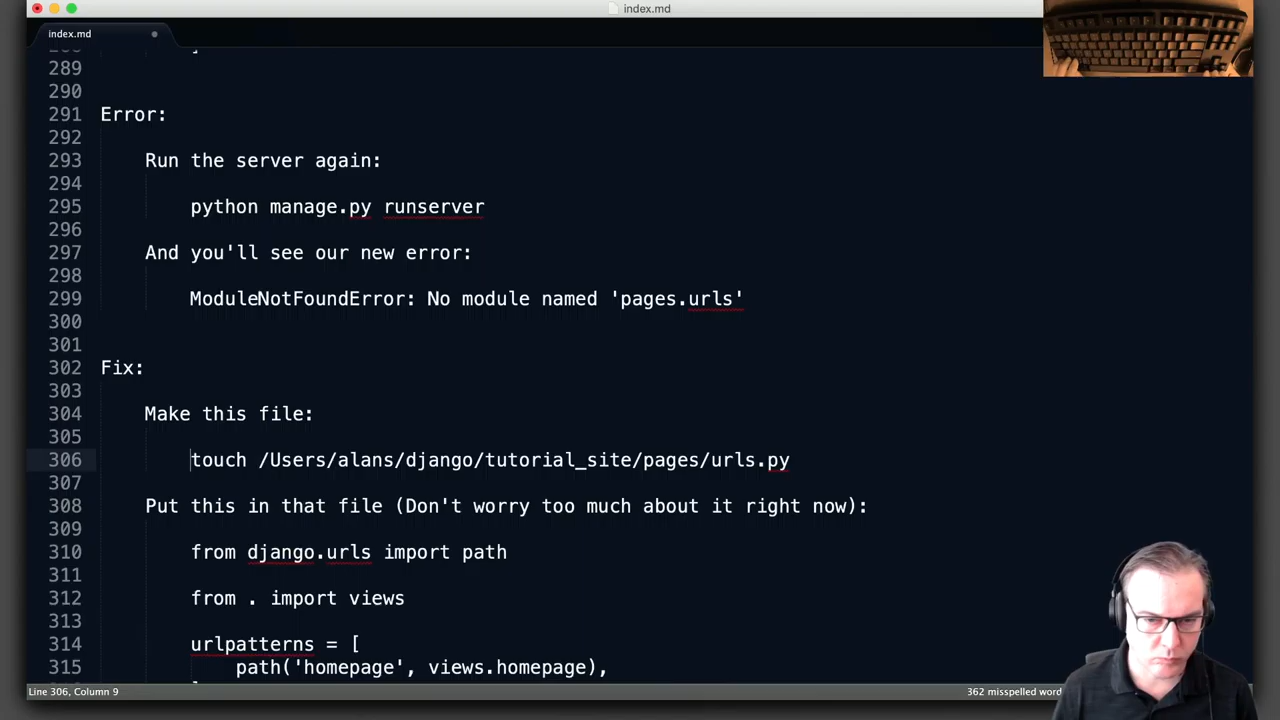 index.md
index.md
289
290
291 Error:
292
293 Run the server again:
294
295 python manage.py runserver
296
297 And you'll see our new error:
298
299 ModuleNotFoundError: No module named 'pages.urls'
300
301
302 Fix:
303
304 Make this file:
305
306 touch /Users/alans/django/tutorial_site/pages/urls.py
307
308 Put this in that file (Don't worry too much about it right now):
309
310 from django.urls import path
311
312 from . import views
313
314 urlpatterns = [
315 path('homepage', views.homepage),
Line 306, Column 9
362 misspelled word